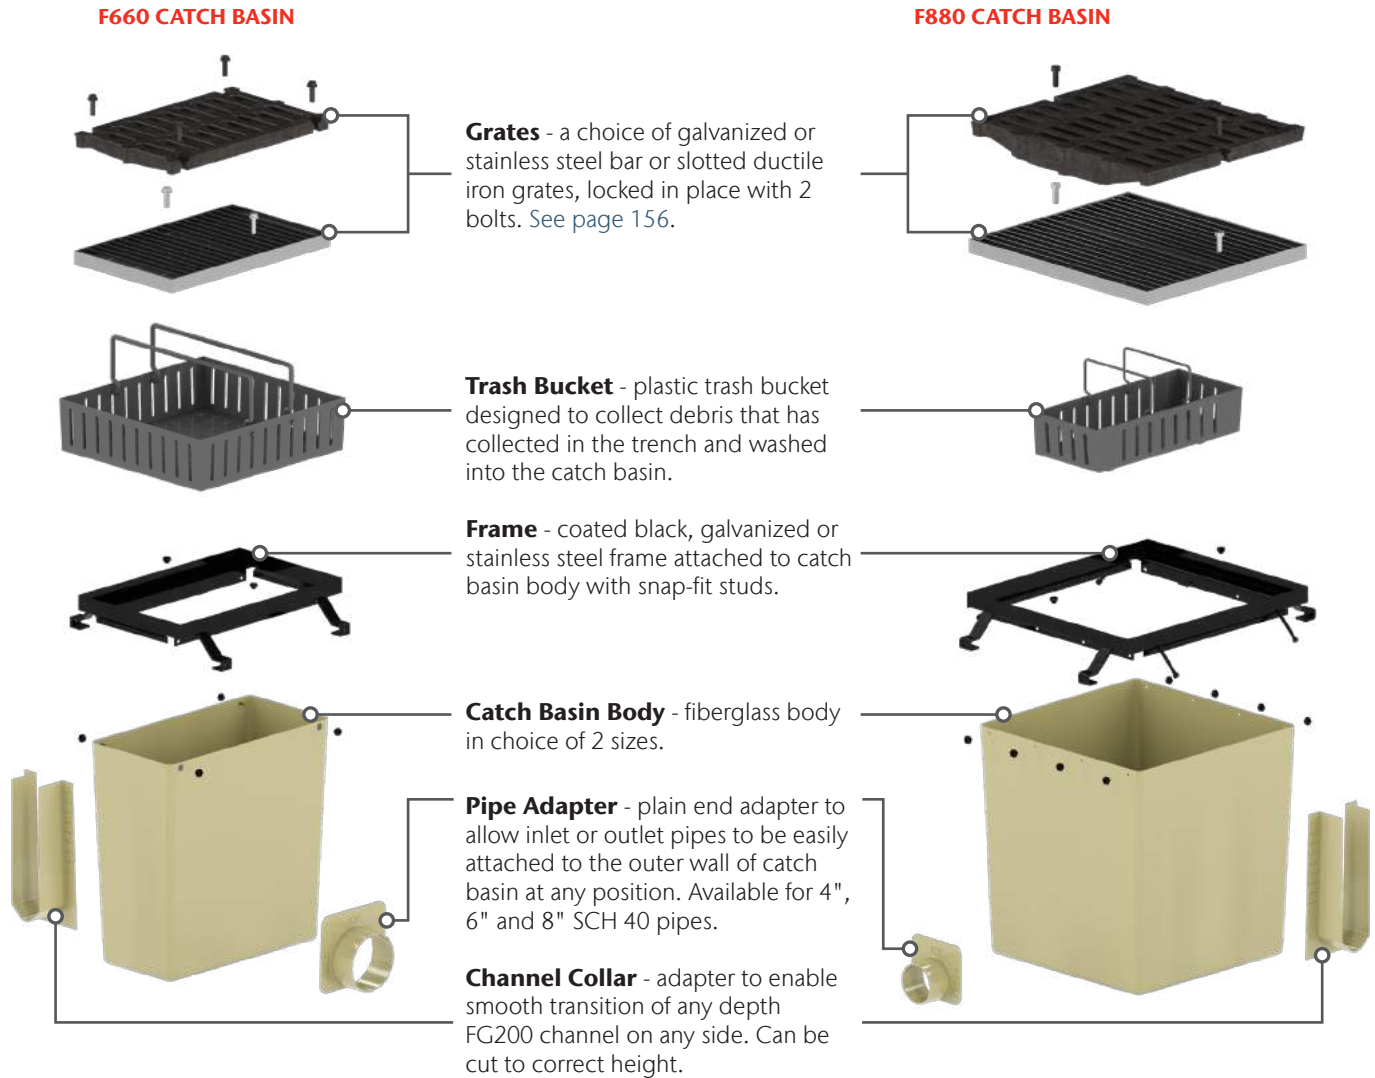 F660 CATCH BASIN
F880 CATCH BASIN
Grates - a choice of galvanized or
stainless steel bar or slotted ductile
iron grates, locked in place with 2
bolts. See page 156.
Trash Bucket - plastic trash bucket
designed to collect debris that has
collected in the trench and washed
into the catch basin.
Frame - coated black, galvanized or
stainless steel frame attached to catch
basin body with snap-fit studs.
Catch Basin Body - fiberglass body
in choice of 2 sizes.
Pipe Adapter - plain end adapter to
allow inlet or outlet pipes to be easily
attached to the outer wall of catch
basin at any position. Available for 4",
6" and 8" SCH 40 pipes.
Channel Collar - adapter to enable
smooth transition of any depth
FG200 channel on any side. Can be
cut to correct height.